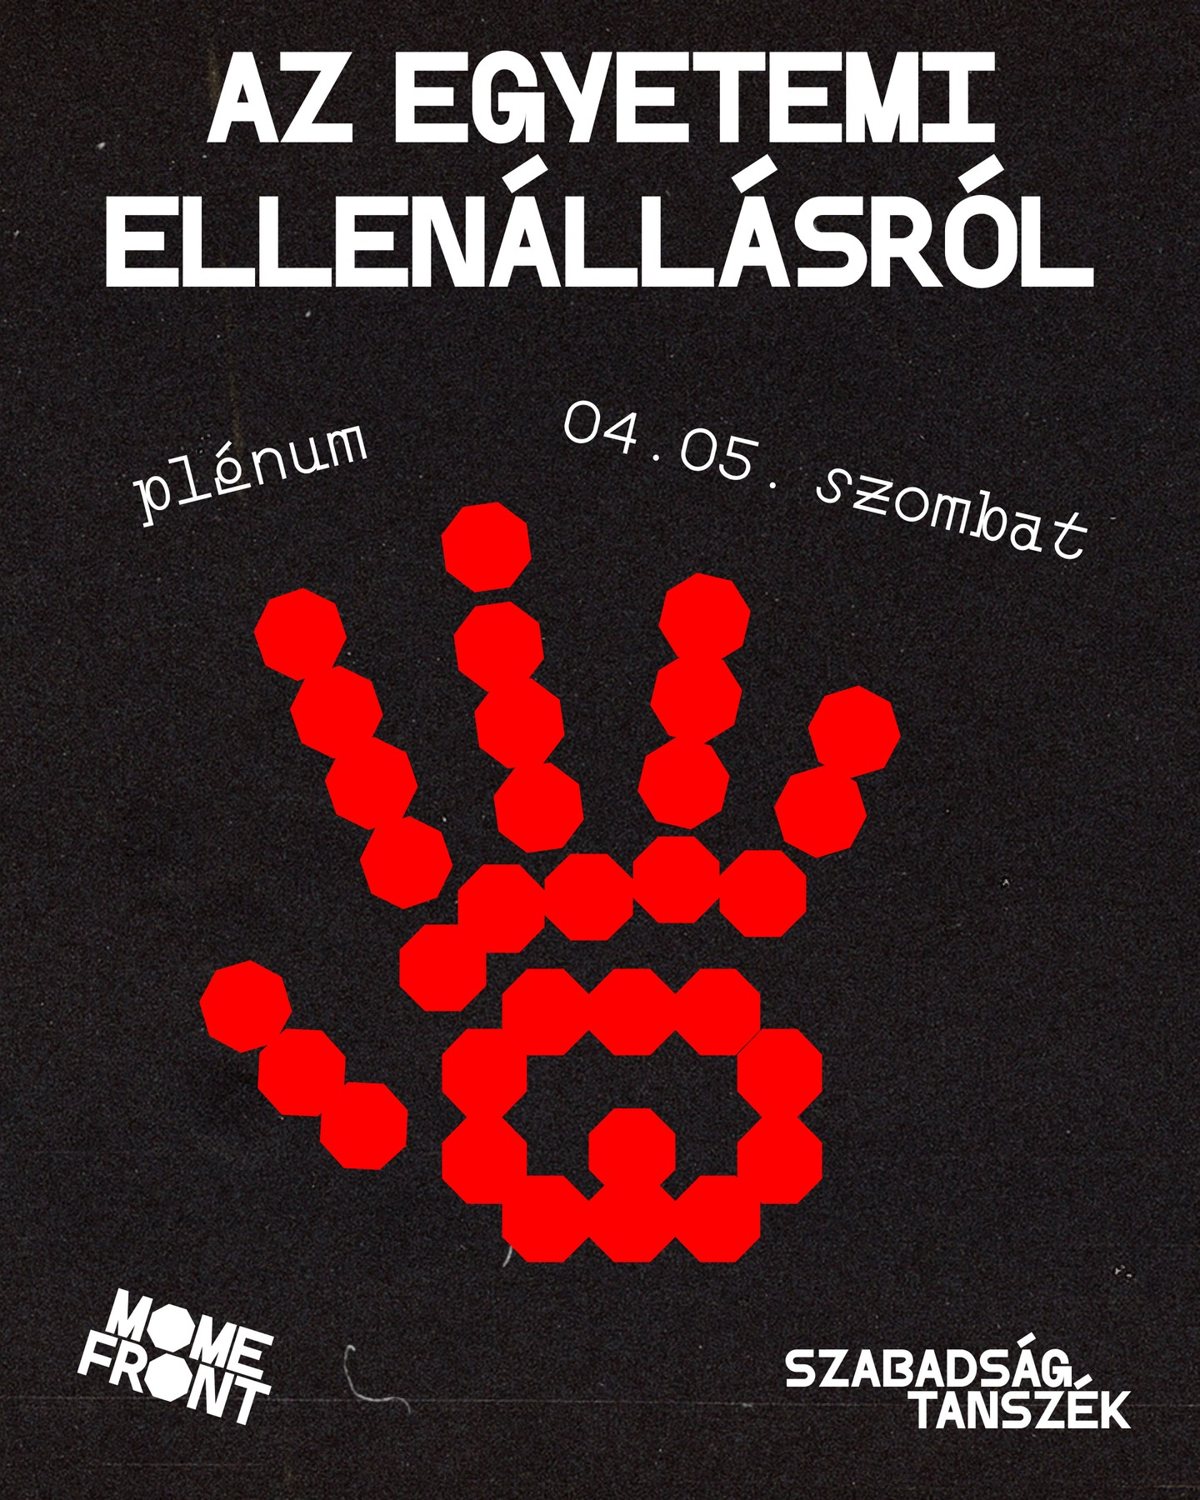 AZ EGYETEMI
ELLENÁLLÁSRÓL
plénum
04.05. szombat
MOME
FRONT
SZABADSÁG
TANSZÉK